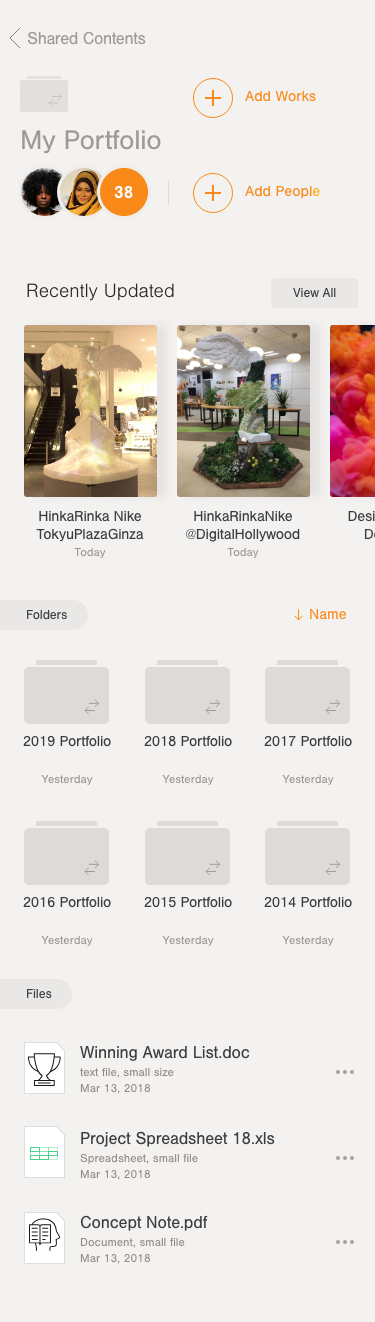 Shared Contents
Add Works
My Portfolio
38
Add People
Recently Updated
View All
HinkaRinka Nike
TokyuPlazaGinza
Today
HinkaRinkaNike
@DigitalHollywood
Today
Desi
D
Folders
Name
2019 Portfolio
2018 Portfolio
2017 Portfolio
Yesterday
Yesterday
Yesterday
2016 Portfolio
2015 Portfolio
2014 Portfolio
Yesterday
Yesterday
Yesterday
Files
Winning Award List.doc
text file, small size
Mar 13, 2018
Project Spreadsheet 18.xls
Spreadsheet, small file
Mar 13, 2018
Concept Note.pdf
Document, small file
Mar 13, 2018